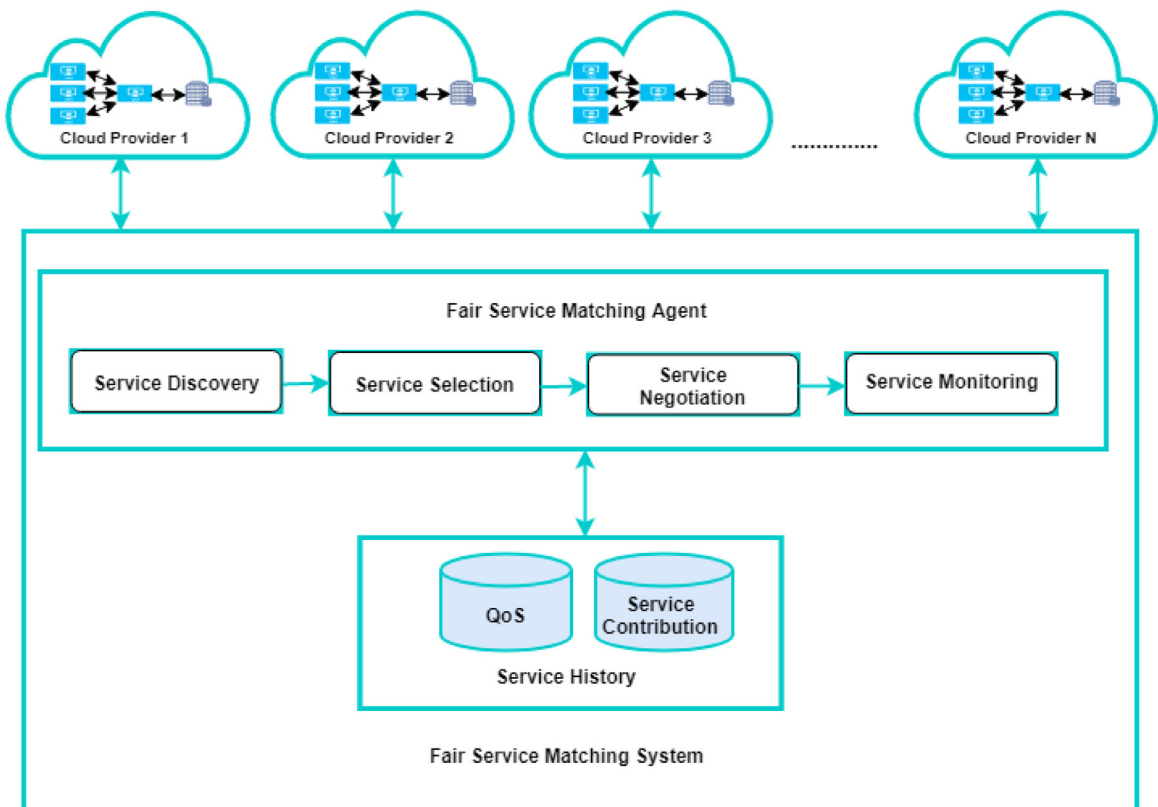 Cloud Provider 1
Cloud Provider 2
Cloud Provider 3
..............
Cloud Provider N
Fair Service Matching Agent
Service Discovery
Service Selection
Service
Negotiation
Service Monitoring
QoS
Service
Contribution
Service History
Fair Service Matching System